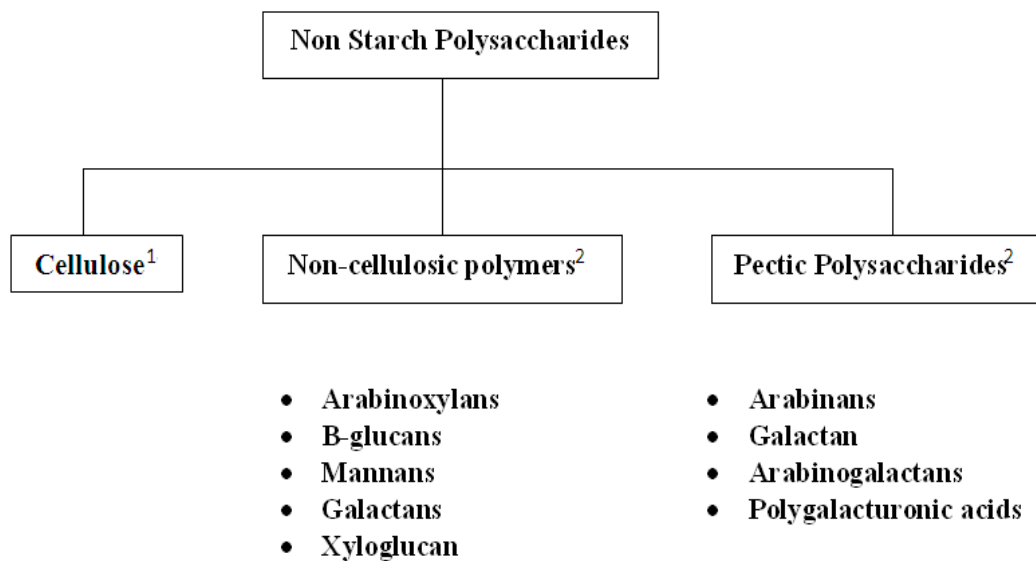 Non Starch Polysaccharides
Cellulose¹
Non-cellulosic polymers²
Pectic Polysaccharides²
• Arabinoxylans
• B-glucans
• Mannans
• Galactans
• Xyloglucan
• Arabinans
• Galactan
• Arabinogalactans
• Polygalacturonic acids